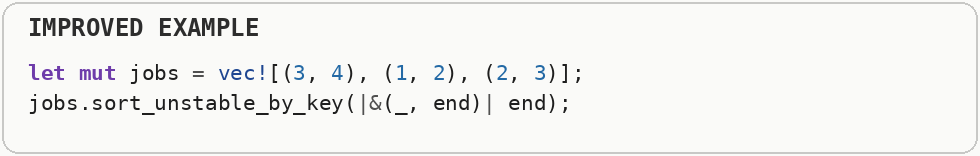 IMPROVED EXAMPLE
let mut jobs = vec![(3, 4), (1, 2), (2, 3)];
jobs.sort_unstable_by_key(|&(_, end)| end);